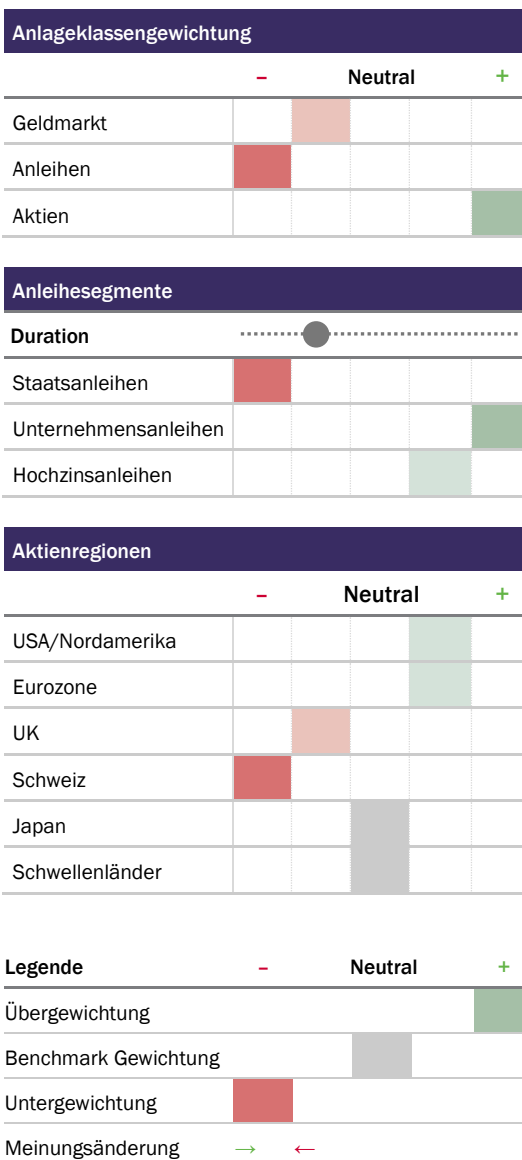 Anlageklassengewichtung
– Neutral +
Geldmarkt
Anleihen
Aktien
Anleihesegmente
Duration
Staatsanleihen
Unternehmensanleihen
Hochzinsanleihen
Aktienregionen
– Neutral +
USA/Nordamerika
Eurozone
UK
Schweiz
Japan
Schwellenländer
Legende – Neutral +
Übergewichtung
Benchmark Gewichtung
Untergewichtung
Meinungsänderung → ←